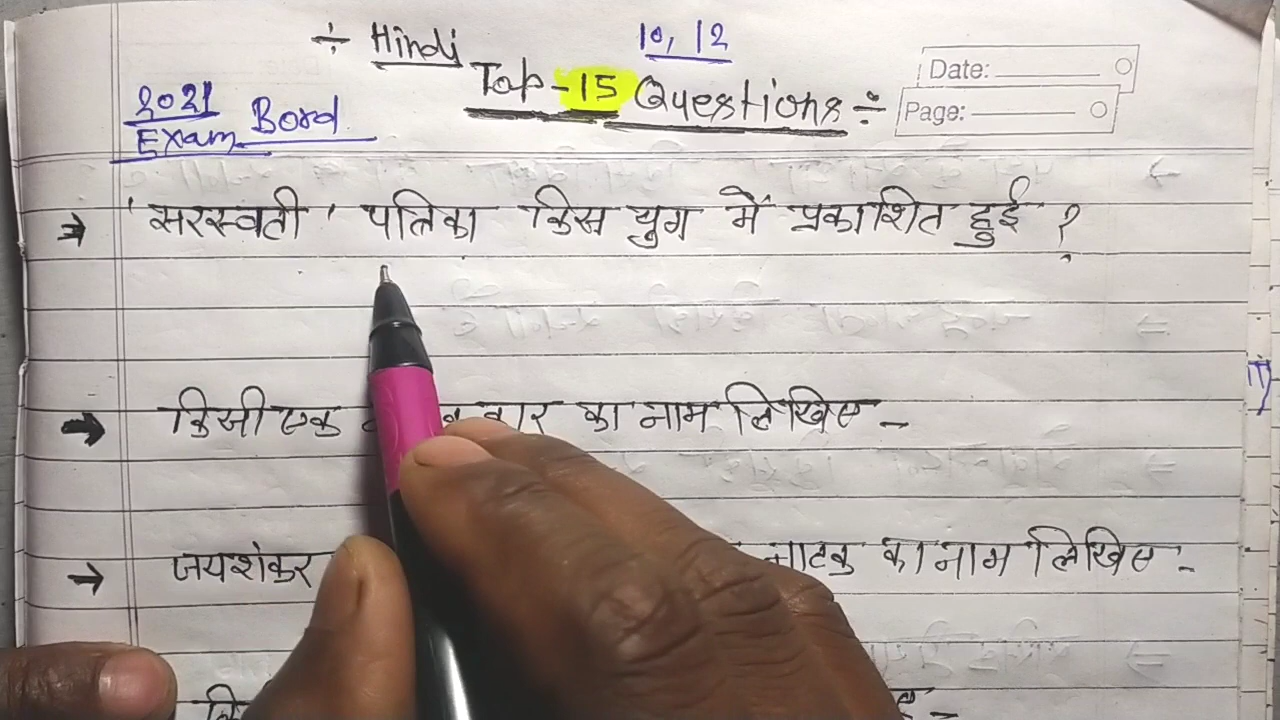 ÷ Hindi
10, 12
Top-15 Questions ÷
Date:
Page:
2021
Exam Bord
→ 'सरस्वती' पत्रिका किस युग में प्रकाशित हुई ?
→ किसी एक कार का नाम लिखिए -
→ जयशंकर नाटक का नाम लिखिए -